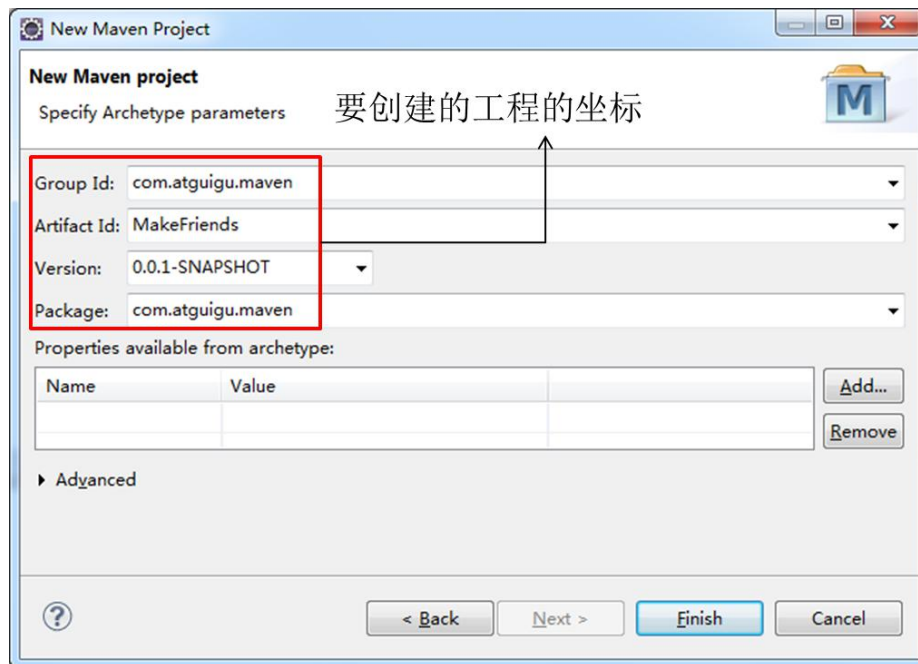 New Maven Project
New Maven project
Specify Archetype parameters
要创建的工程的坐标
M
Group Id: com.atguigu.maven
Artifact Id: MakeFriends
Version: 0.0.1-SNAPSHOT
Package: com.atguigu.maven
Properties available from archetype:
Name Value
Add...
Remove
Advanced
? < Back Next > Finish Cancel